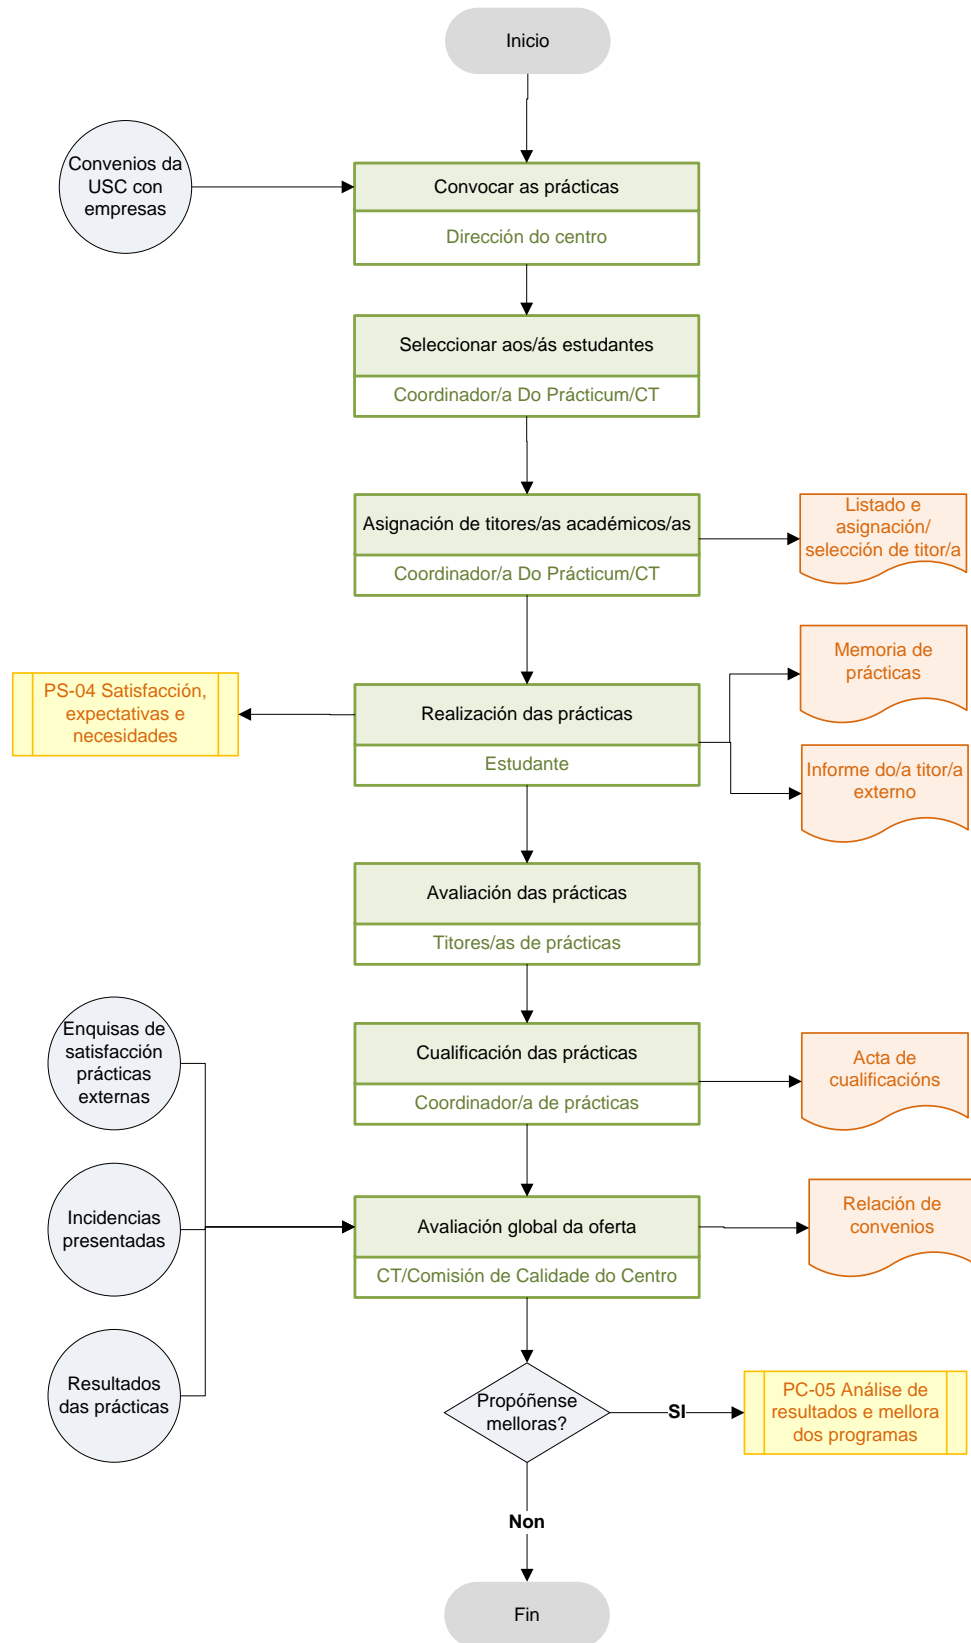 Inicio
Convenios da
USC con
empresas
Convocar as prácticas
Dirección do centro
Seleccionar aos/ás estudantes
Coordinador/a Do Prácticum/CT
Asignación de titores/as académicos/as
Coordinador/a Do Prácticum/CT
Listado e
asignación/
selección de titor/a
Memoria de
prácticas
PS-04 Satisfacción,
expectativas e
necesidades
Realización das prácticas
Estudante
Informe do/a titor/a
externo
Avaliación das prácticas
Titores/as de prácticas
Enquisas de
satisfacción
prácticas
externas
Cualificación das prácticas
Coordinador/a de prácticas
Acta de
cualificacións
Incidencias
presentadas
Avaliación global da oferta
CT/Comisión de Calidade do Centro
Relación de
convenios
Resultados
das prácticas
Propóñense
melloras?
SI
PC-05 Análise de
resultados e mellora
dos programas
Non
Fin